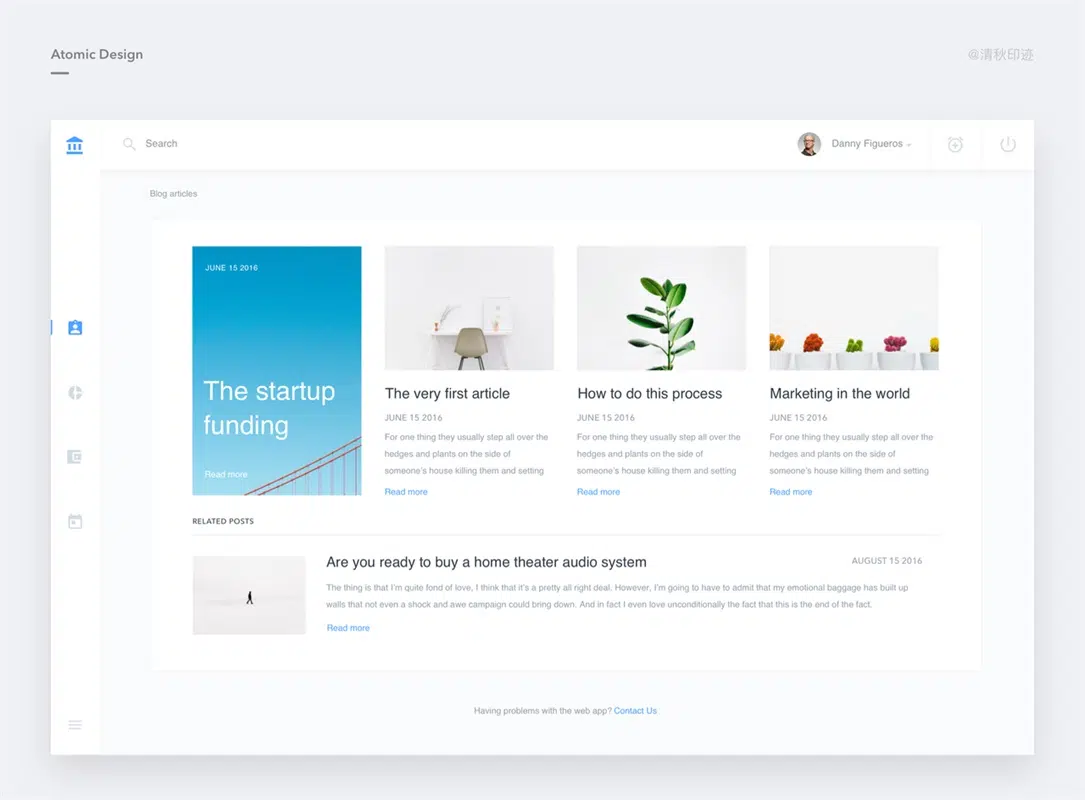 Atomic Design
@清秋印迹
Search
Danny Figueros
Blog articles
JUNE 15 2016
The startup
funding
Read more
The very first article
JUNE 15 2016
For one thing they usually step all over the
hedges and plants on the side of
someone's house killing them and setting
Read more
How to do this process
JUNE 15 2016
For one thing they usually step all over the
hedges and plants on the side of
someone's house killing them and setting
Read more
Marketing in the world
JUNE 15 2016
For one thing they usually step all over the
hedges and plants on the side of
someone's house killing them and setting
Read more
RELATED POSTS
Are you ready to buy a home theater audio system
AUGUST 15 2016
The thing is that I'm quite fond of love, I think that it's a pretty all right deal. However, I'm going to have to admit that my emotional baggage has built up
walls that not even a shock and awe campaign could bring down. And in fact I even love unconditionally the fact that this is the end of the fact.
Read more
Having problems with the web app? Contact Us